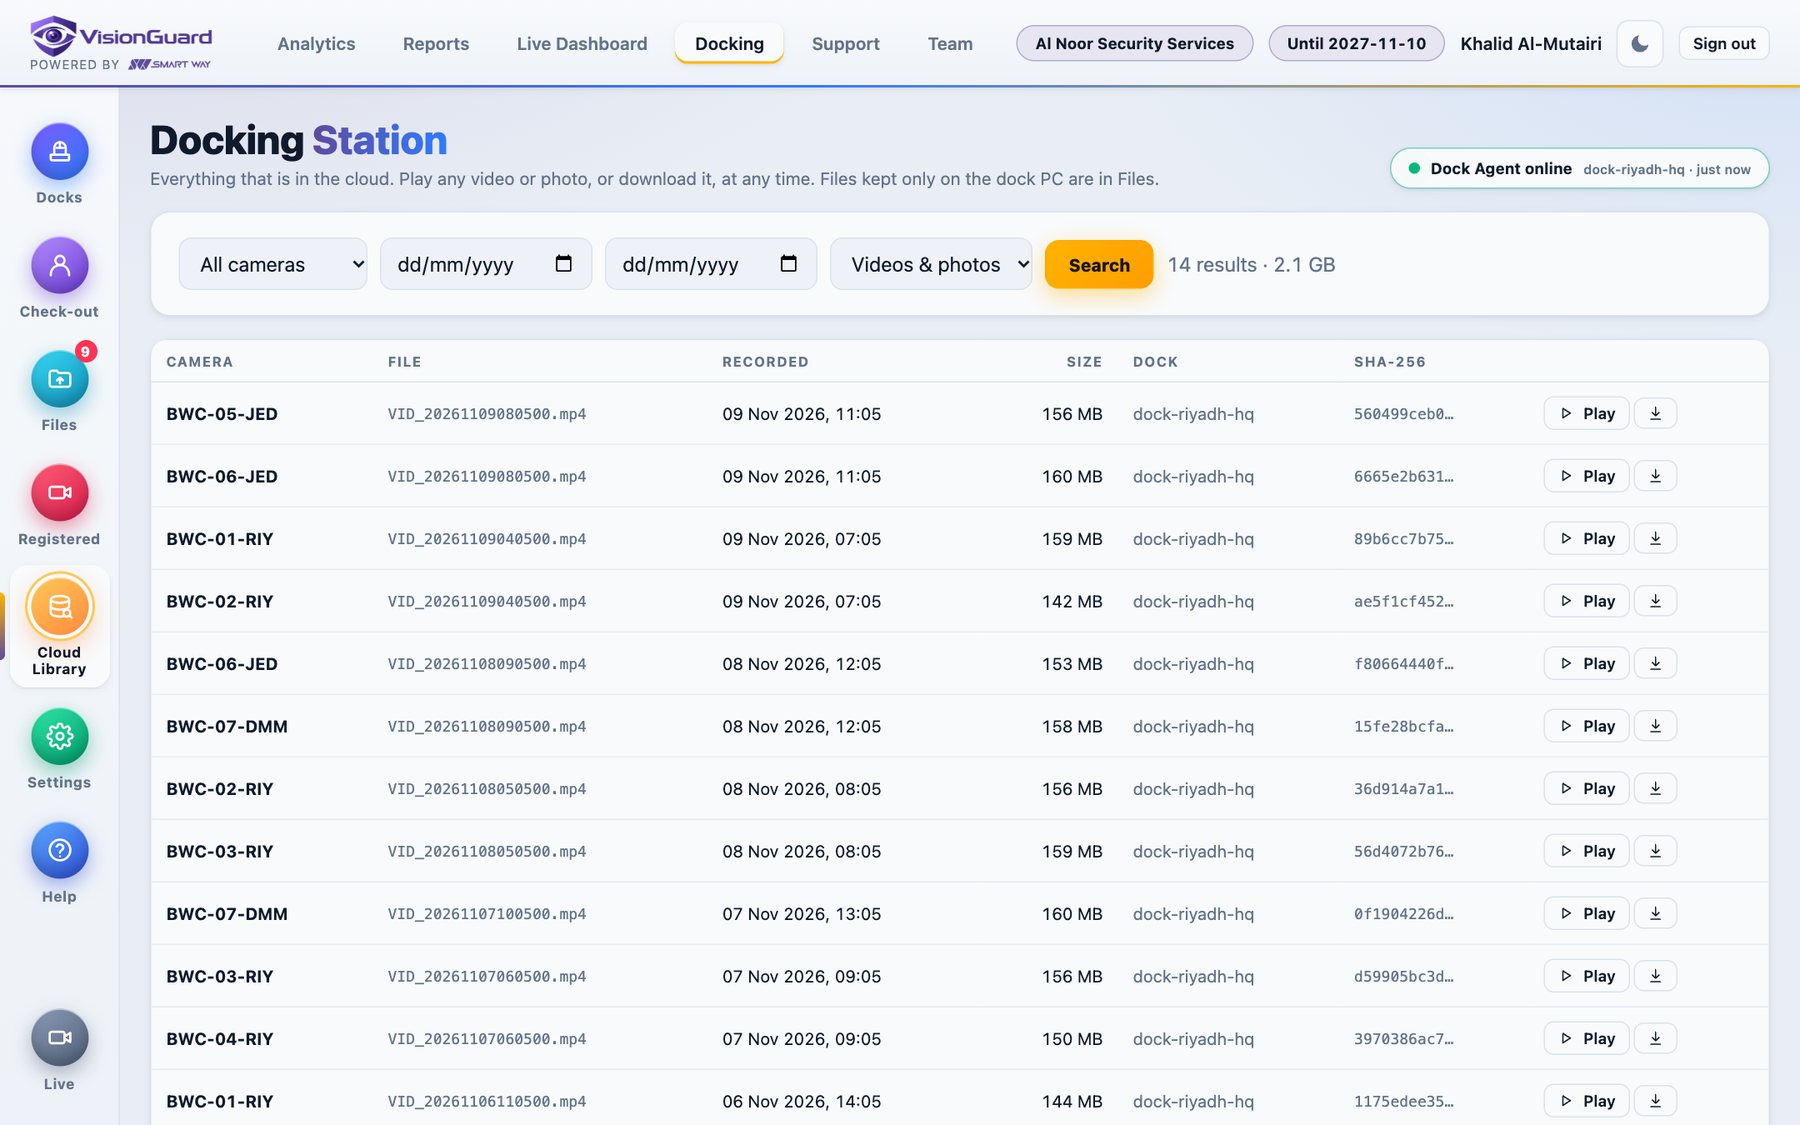 VisionGuard
POWERED BY SMART WAY
Analytics
Reports
Live Dashboard
Docking
Support
Team
Al Noor Security Services
Until 2027-11-10
Khalid Al-Mutairi
Sign out
Docks
Check-out
9
Files
Registered
Cloud
Library
Settings
Help
Live
Docking Station
Everything that is in the cloud. Play any video or photo, or download it, at any time. Files kept only on the dock PC are in Files.
Dock Agent online dock-riyadh-hq · just now
All cameras
dd/mm/yyyy
dd/mm/yyyy
Videos & photos
Search
14 results · 2.1 GB
CAMERA FILE RECORDED SIZE DOCK SHA-256
BWC-05-JED VID_20261109080500.mp4 09 Nov 2026, 11:05 156 MB dock-riyadh-hq 560499ceb0… Play
BWC-06-JED VID_20261109080500.mp4 09 Nov 2026, 11:05 160 MB dock-riyadh-hq 6665e2b631… Play
BWC-01-RIY VID_20261109040500.mp4 09 Nov 2026, 07:05 159 MB dock-riyadh-hq 89b6cc7b75… Play
BWC-02-RIY VID_20261109040500.mp4 09 Nov 2026, 07:05 142 MB dock-riyadh-hq ae5f1cf452… Play
BWC-06-JED VID_20261108090500.mp4 08 Nov 2026, 12:05 153 MB dock-riyadh-hq f80664440f… Play
BWC-07-DMM VID_20261108090500.mp4 08 Nov 2026, 12:05 158 MB dock-riyadh-hq 15fe28bcfa… Play
BWC-02-RIY VID_20261108050500.mp4 08 Nov 2026, 08:05 156 MB dock-riyadh-hq 36d914a7a1… Play
BWC-03-RIY VID_20261108050500.mp4 08 Nov 2026, 08:05 159 MB dock-riyadh-hq 56d4072b76… Play
BWC-07-DMM VID_20261107100500.mp4 07 Nov 2026, 13:05 160 MB dock-riyadh-hq 0f1904226d… Play
BWC-03-RIY VID_20261107060500.mp4 07 Nov 2026, 09:05 156 MB dock-riyadh-hq d59905bc3d… Play
BWC-04-RIY VID_20261107060500.mp4 07 Nov 2026, 09:05 150 MB dock-riyadh-hq 3970386ac7… Play
BWC-01-RIY VID_20261106110500.mp4 06 Nov 2026, 14:05 144 MB dock-riyadh-hq 1175edee35… Play